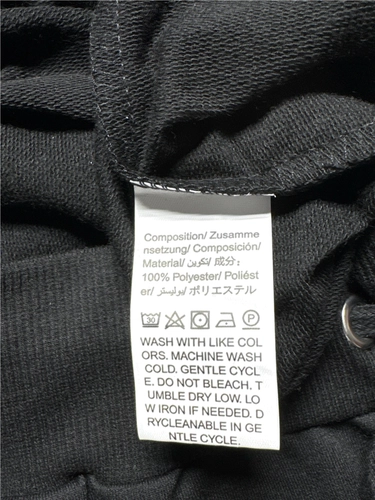 Composition/ Zusamme
nsetzung/ Composición/
Material/ تكوين/ 成分:
100% Polyester/ Poliést
er/ بوليستر/ ポリエステル
30 P
WASH WITH LIKE COL
ORS. MACHINE WASH
COLD. GENTLE CYCL
E. DO NOT BLEACH. T
UMBLE DRY LOW. LO
W IRON IF NEEDED. D
RYCLEANABLE IN GE
NTLE CYCLE.